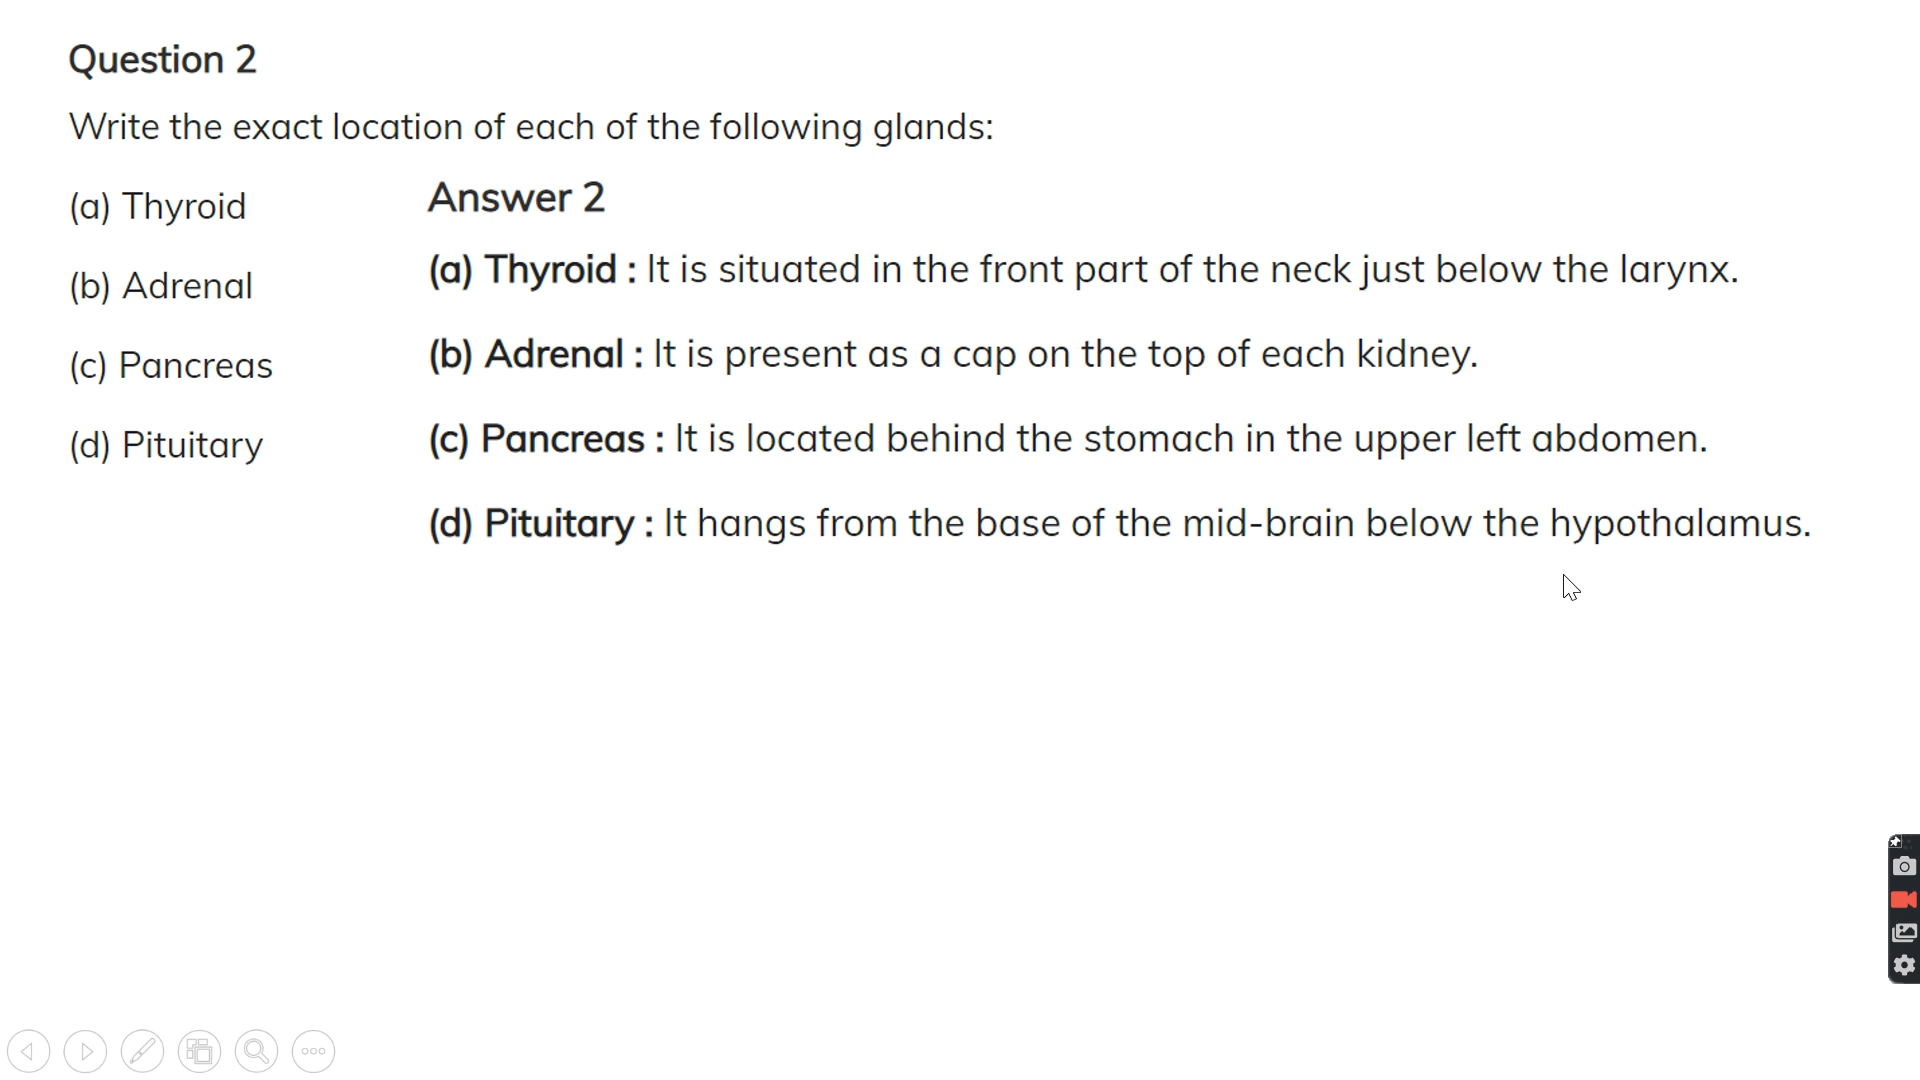 Question 2
Write the exact location of each of the following glands:
(a) Thyroid
(b) Adrenal
(c) Pancreas
(d) Pituitary
Answer 2
(a) Thyroid : It is situated in the front part of the neck just below the larynx.
(b) Adrenal : It is present as a cap on the top of each kidney.
(c) Pancreas : It is located behind the stomach in the upper left abdomen.
(d) Pituitary : It hangs from the base of the mid-brain below the hypothalamus.